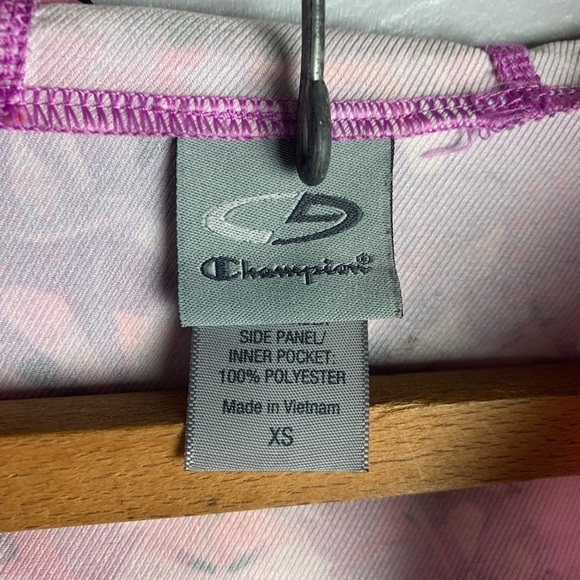 Champion®
SIDE PANEL/
INNER POCKET:
100% POLYESTER
Made in Vietnam
XS